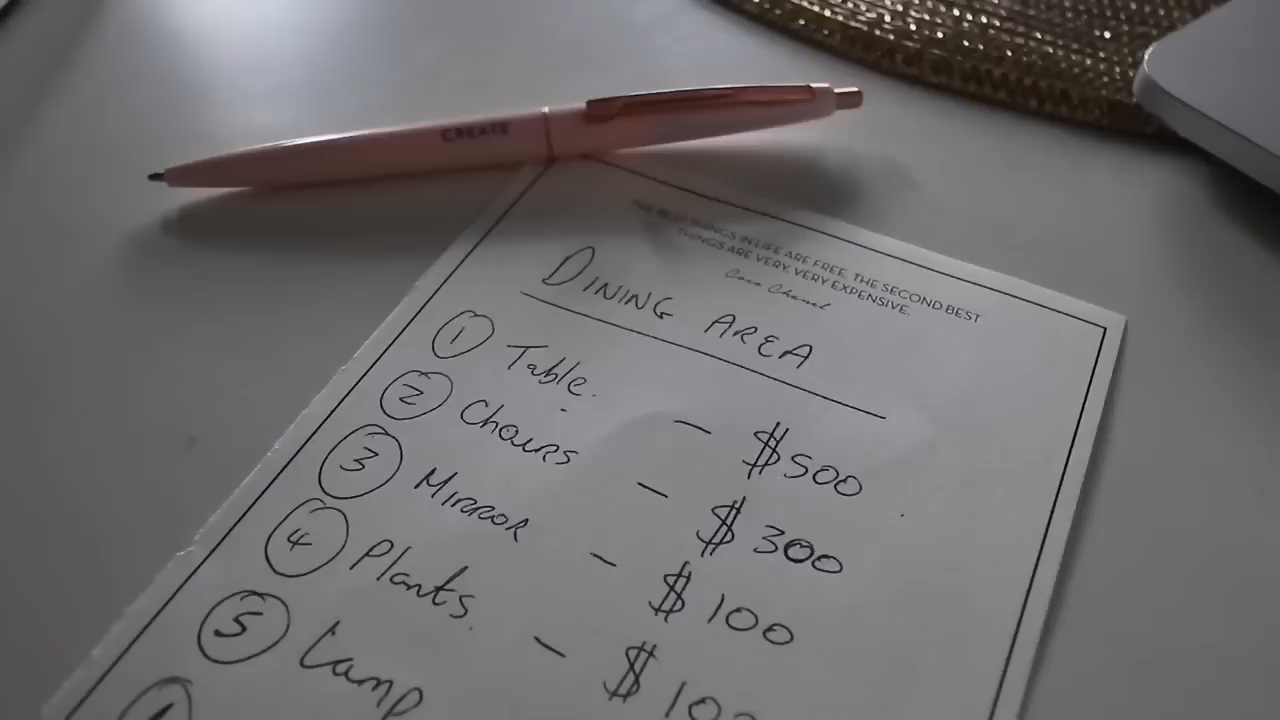 CREATE
THE BEST THINGS IN LIFE ARE FREE. THE SECOND BEST
THINGS ARE VERY, VERY EXPENSIVE.
Coco Chanel
DINING AREA
1 Table. - $500
2 Chairs - $300
3 MIRROR - $100
4 Plants. - $100
5 Lamp